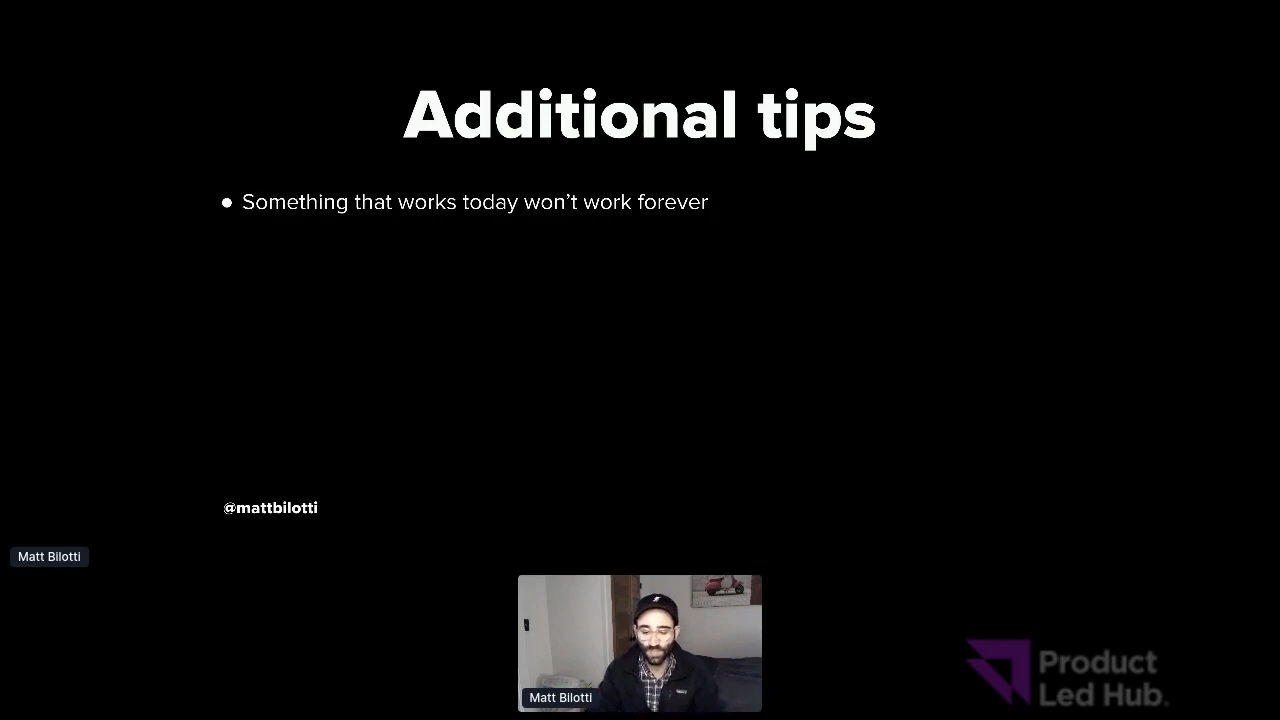 Additional tips
● Something that works today won’t work forever
@mattbilotti
Matt Bilotti
Matt Bilotti
Product
Led Hub.